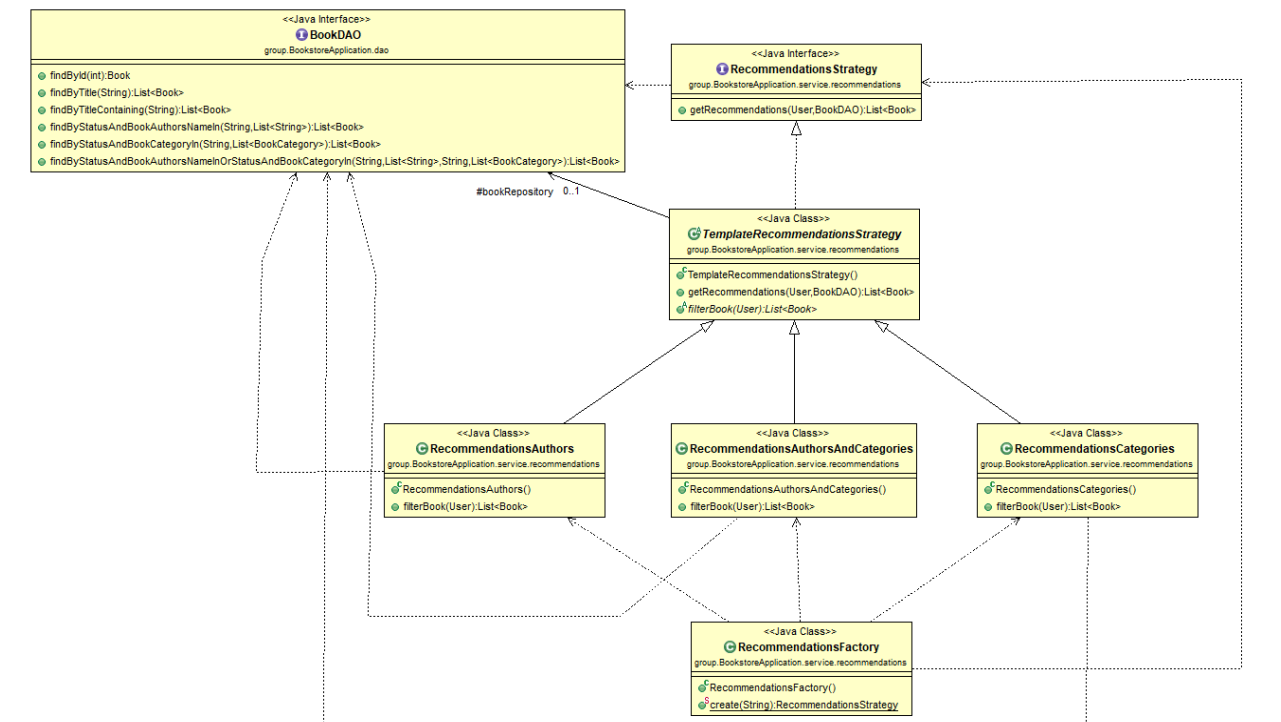 <<Java Interface>>
BookDAO
group.BookstoreApplication.dao
findById(int):Book
findByTitle(String):List<Book>
findByTitleContaining(String):List<Book>
findByStatusAndBookAuthorsNameIn(String,List<String>):List<Book>
findByStatusAndBookCategoryIn(String,List<BookCategory>):List<Book>
findByStatusAndBookAuthorsNameInOrStatusAndBookCategoryIn(String,List<String>,String,List<BookCategory>):List<Book>
<<Java Interface>>
RecommendationsStrategy
group.BookstoreApplication.service.recommendations
getRecommendations(User,BookDAO):List<Book>
#bookRepository 0..1
<<Java Class>>
TemplateRecommendationsStrategy
group.BookstoreApplication.service.recommendations
TemplateRecommendationsStrategy()
getRecommendations(User,BookDAO):List<Book>
filterBook(User):List<Book>
<<Java Class>>
RecommendationsAuthors
group.BookstoreApplication.service.recommendations
RecommendationsAuthors()
filterBook(User):List<Book>
<<Java Class>>
RecommendationsAuthorsAndCategories
group.BookstoreApplication.service.recommendations
RecommendationsAuthorsAndCategories()
filterBook(User):List<Book>
<<Java Class>>
RecommendationsCategories
group.BookstoreApplication.service.recommendations
RecommendationsCategories()
filterBook(User):List<Book>
<<Java Class>>
RecommendationsFactory
group.BookstoreApplication.service.recommendations
RecommendationsFactory()
create(String):RecommendationsStrategy